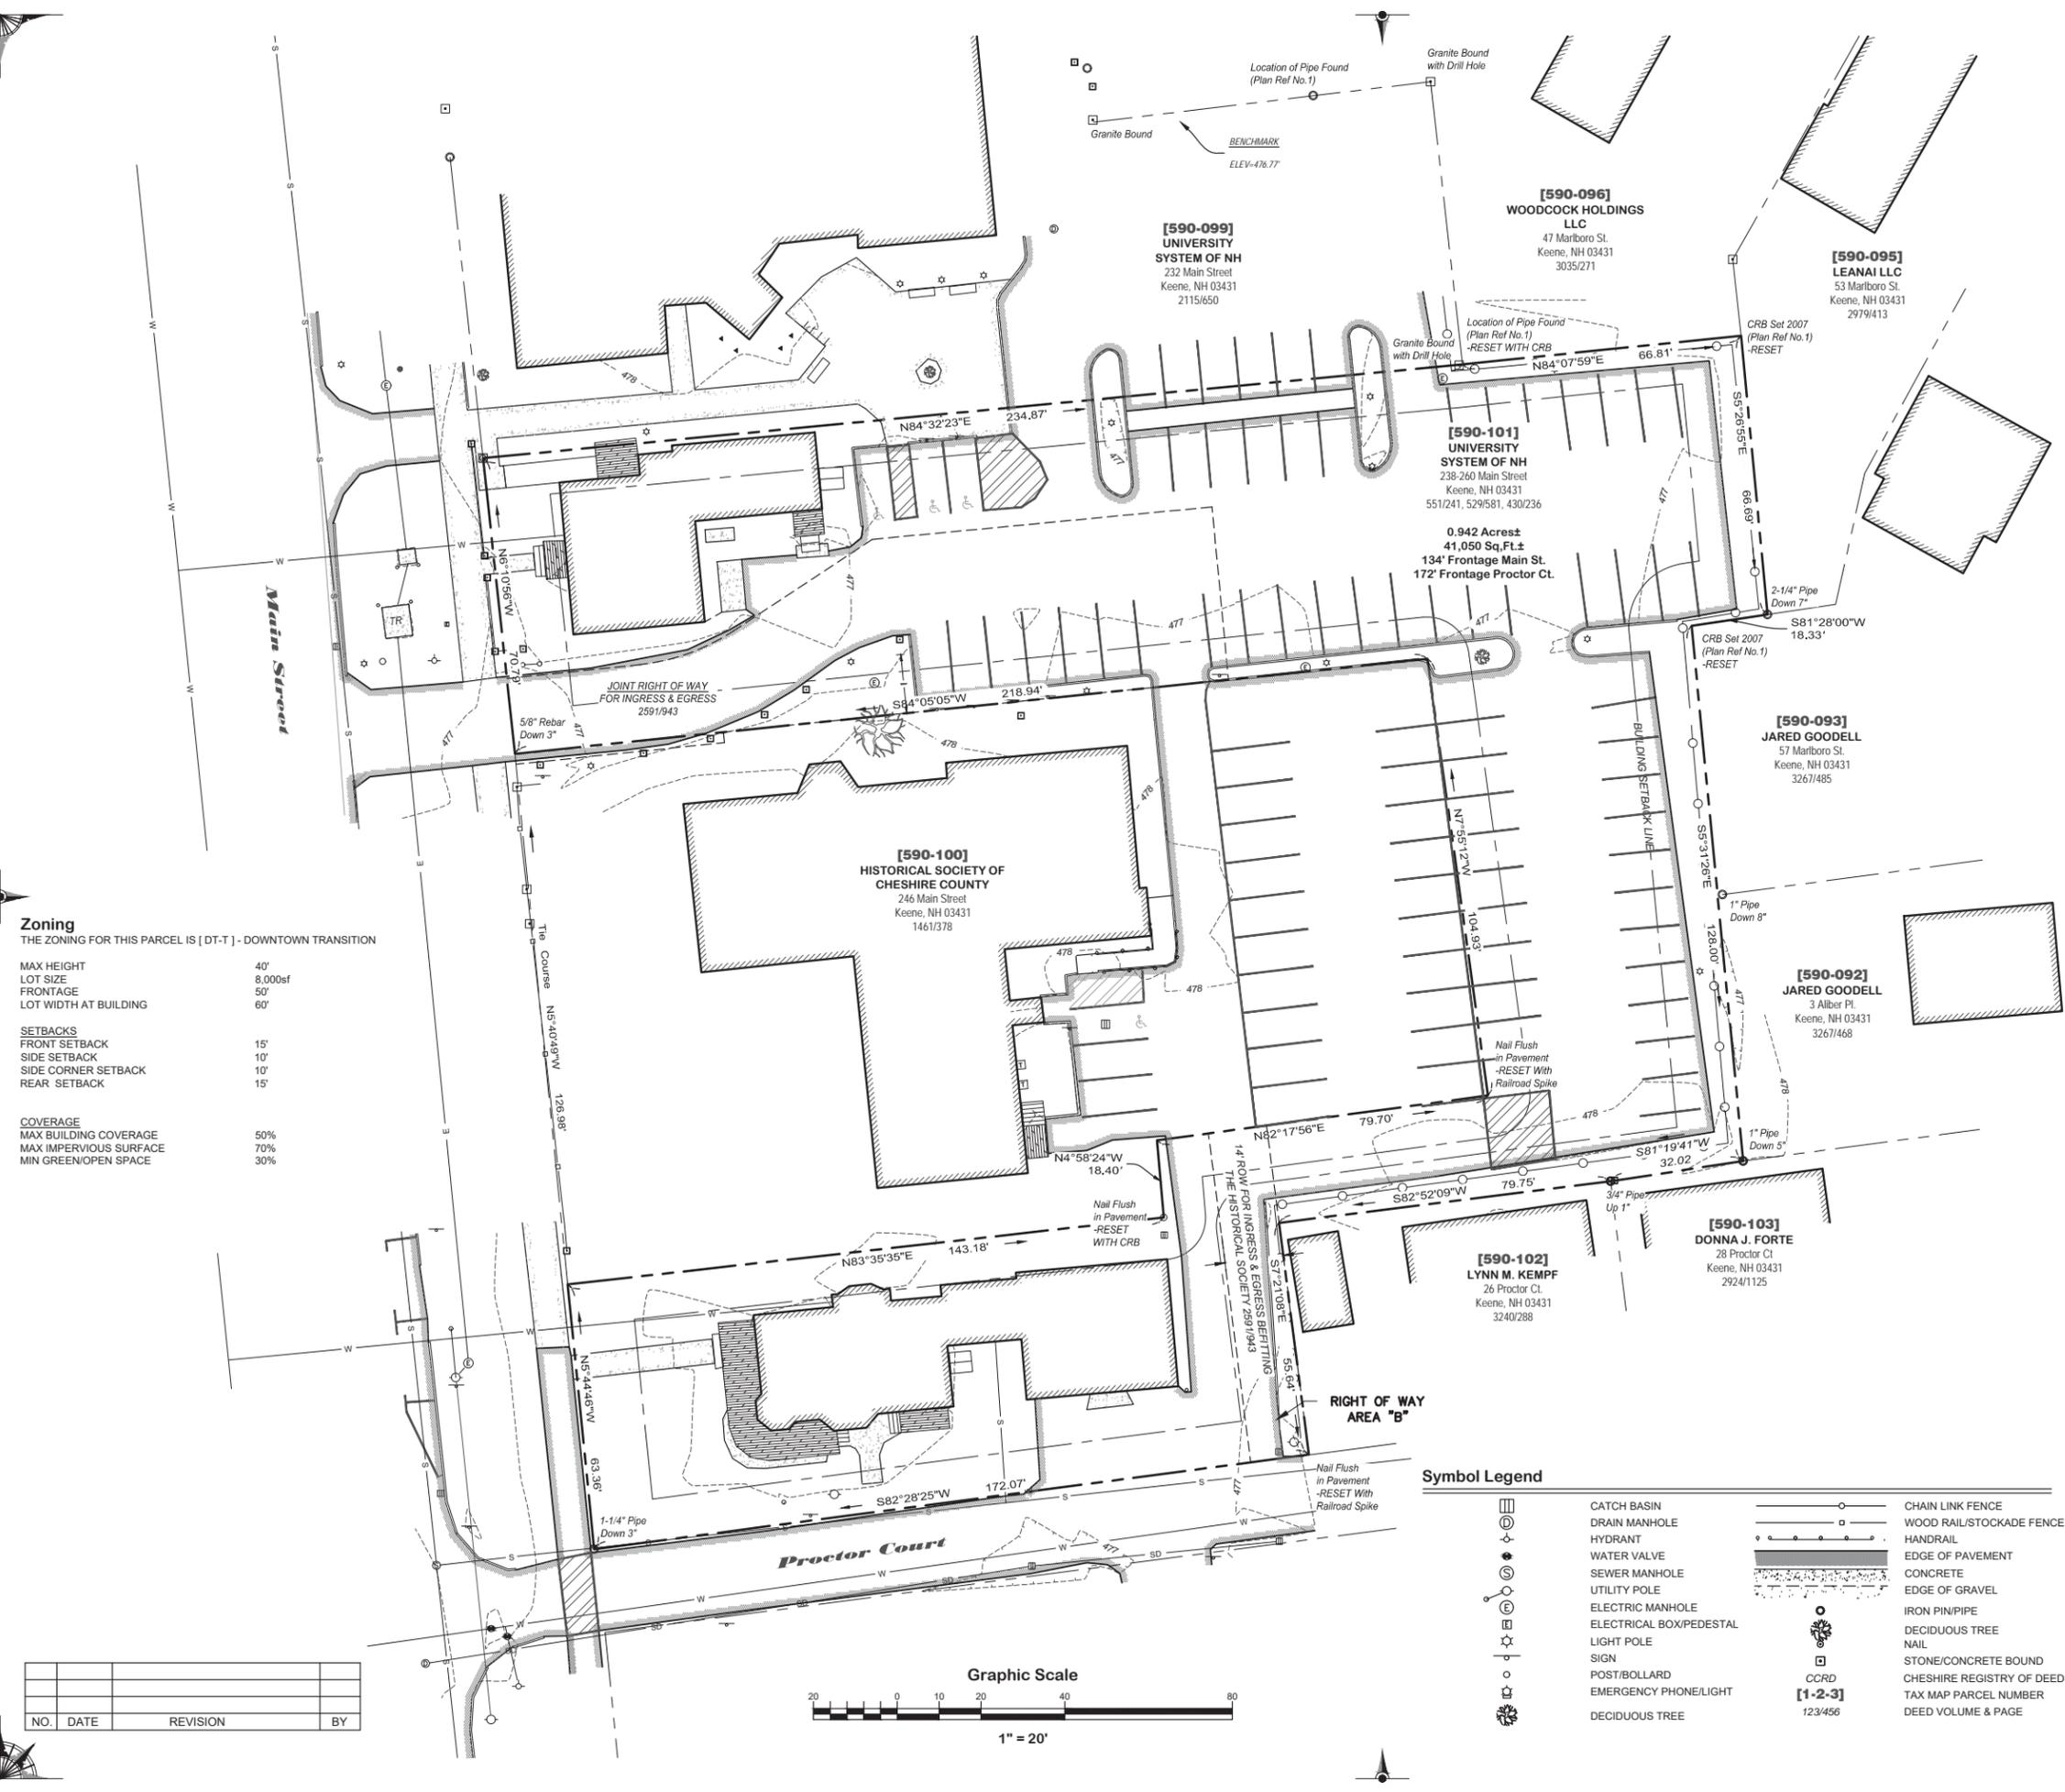 Granite Bound
with Drill Hole
Location of Pipe Found
(Plan Ref No.1)
Granite Bound
BENCHMARK
ELEV=476.77'
[590-096]
WOODCOCK HOLDINGS
LLC
47 Marlboro St.
Keene, NH 03431
3035/271
[590-099]
UNIVERSITY
SYSTEM OF NH
232 Main Street
Keene, NH 03431
2115/650
[590-095]
LEANAI LLC
53 Marlboro St.
Keene, NH 03431
2979/413
CRB Set 2007
(Plan Ref No.1)
-RESET
Location of Pipe Found
(Plan Ref No.1)
-RESET WITH CRB
Granite Bound
with Drill Hole
N84°07'59"E
66.81'
S5°26'55"E
66.69'
N84°32'23"E
234.87'
478
477
[590-101]
UNIVERSITY
SYSTEM OF NH
238-260 Main Street
Keene, NH 03431
551/241, 529/581, 430/236
0.942 Acres±
41,050 Sq.Ft.±
134' Frontage Main St.
172' Frontage Proctor Ct.
477
477
477
477
2-1/4" Pipe
Down 7"
S81°28'00"W
18.33'
CRB Set 2007
(Plan Ref No.1)
-RESET
Main Street
TR
N6°10'56"W
70.79'
JOINT RIGHT OF WAY
FOR INGRESS & EGRESS
2591/943
5/8" Rebar
Down 3"
477
477
S84°05'05"W
218.94'
478
478
BUILDING SETBACK LINE
[590-093]
JARED GOODELL
57 Marlboro St.
Keene, NH 03431
3267/485
N7°55'12"W
104.93'
S5°31'26"E
128.00'
[590-100]
HISTORICAL SOCIETY OF
CHESHIRE COUNTY
246 Main Street
Keene, NH 03431
1461/378
478
478
1" Pipe
Down 8"
Tie Course N5°40'49"W 126.98'
[590-092]
JARED GOODELL
3 Aliber Pl.
Keene, NH 03431
3267/468
477
478
Zoning
THE ZONING FOR THIS PARCEL IS [ DT-T ] - DOWNTOWN TRANSITION
MAX HEIGHT 40'
LOT SIZE 8,000sf
FRONTAGE 50'
LOT WIDTH AT BUILDING 60'
SETBACKS
FRONT SETBACK 15'
SIDE SETBACK 10'
SIDE CORNER SETBACK 10'
REAR SETBACK 15'
COVERAGE
MAX BUILDING COVERAGE 50%
MAX IMPERVIOUS SURFACE 70%
MIN GREEN/OPEN SPACE 30%
Nail Flush
in Pavement
-RESET With
Railroad Spike
478
N82°17'56"E
79.70'
N4°58'24"W
18.40'
1" Pipe
Down 5"
S81°19'41"W
32.02
S82°52'09"W
79.75'
3/4" Pipe
Up 1"
Nail Flush
in Pavement
-RESET
WITH CRB
14' ROW FOR INGRESS & EGRESS BEFITTING
THE HISTORICAL SOCIETY 2591/943
N83°35'35"E
143.18'
S7°21'08"E
55.64'
[590-102]
LYNN M. KEMPF
26 Proctor Ct.
Keene, NH 03431
3240/288
[590-103]
DONNA J. FORTE
28 Proctor Ct
Keene, NH 03431
2924/1125
RIGHT OF WAY
AREA "B"
N5°44'46"W
63.36'
S82°28'25"W
172.07'
1-1/4" Pipe
Down 3"
Nail Flush
in Pavement
-RESET With
Railroad Spike
477
477
Proctor Court
Symbol Legend
CATCH BASIN
DRAIN MANHOLE
HYDRANT
WATER VALVE
SEWER MANHOLE
UTILITY POLE
ELECTRIC MANHOLE
ELECTRICAL BOX/PEDESTAL
LIGHT POLE
SIGN
POST/BOLLARD
EMERGENCY PHONE/LIGHT
DECIDUOUS TREE
CHAIN LINK FENCE
WOOD RAIL/STOCKADE FENCE
HANDRAIL
EDGE OF PAVEMENT
CONCRETE
EDGE OF GRAVEL
IRON PIN/PIPE
DECIDUOUS TREE
NAIL
STONE/CONCRETE BOUND
CCRD CHESHIRE REGISTRY OF DEED
[1-2-3] TAX MAP PARCEL NUMBER
123/456 DEED VOLUME & PAGE
NO. DATE REVISION BY
Graphic Scale
20 0 10 20 40 80
1" = 20'